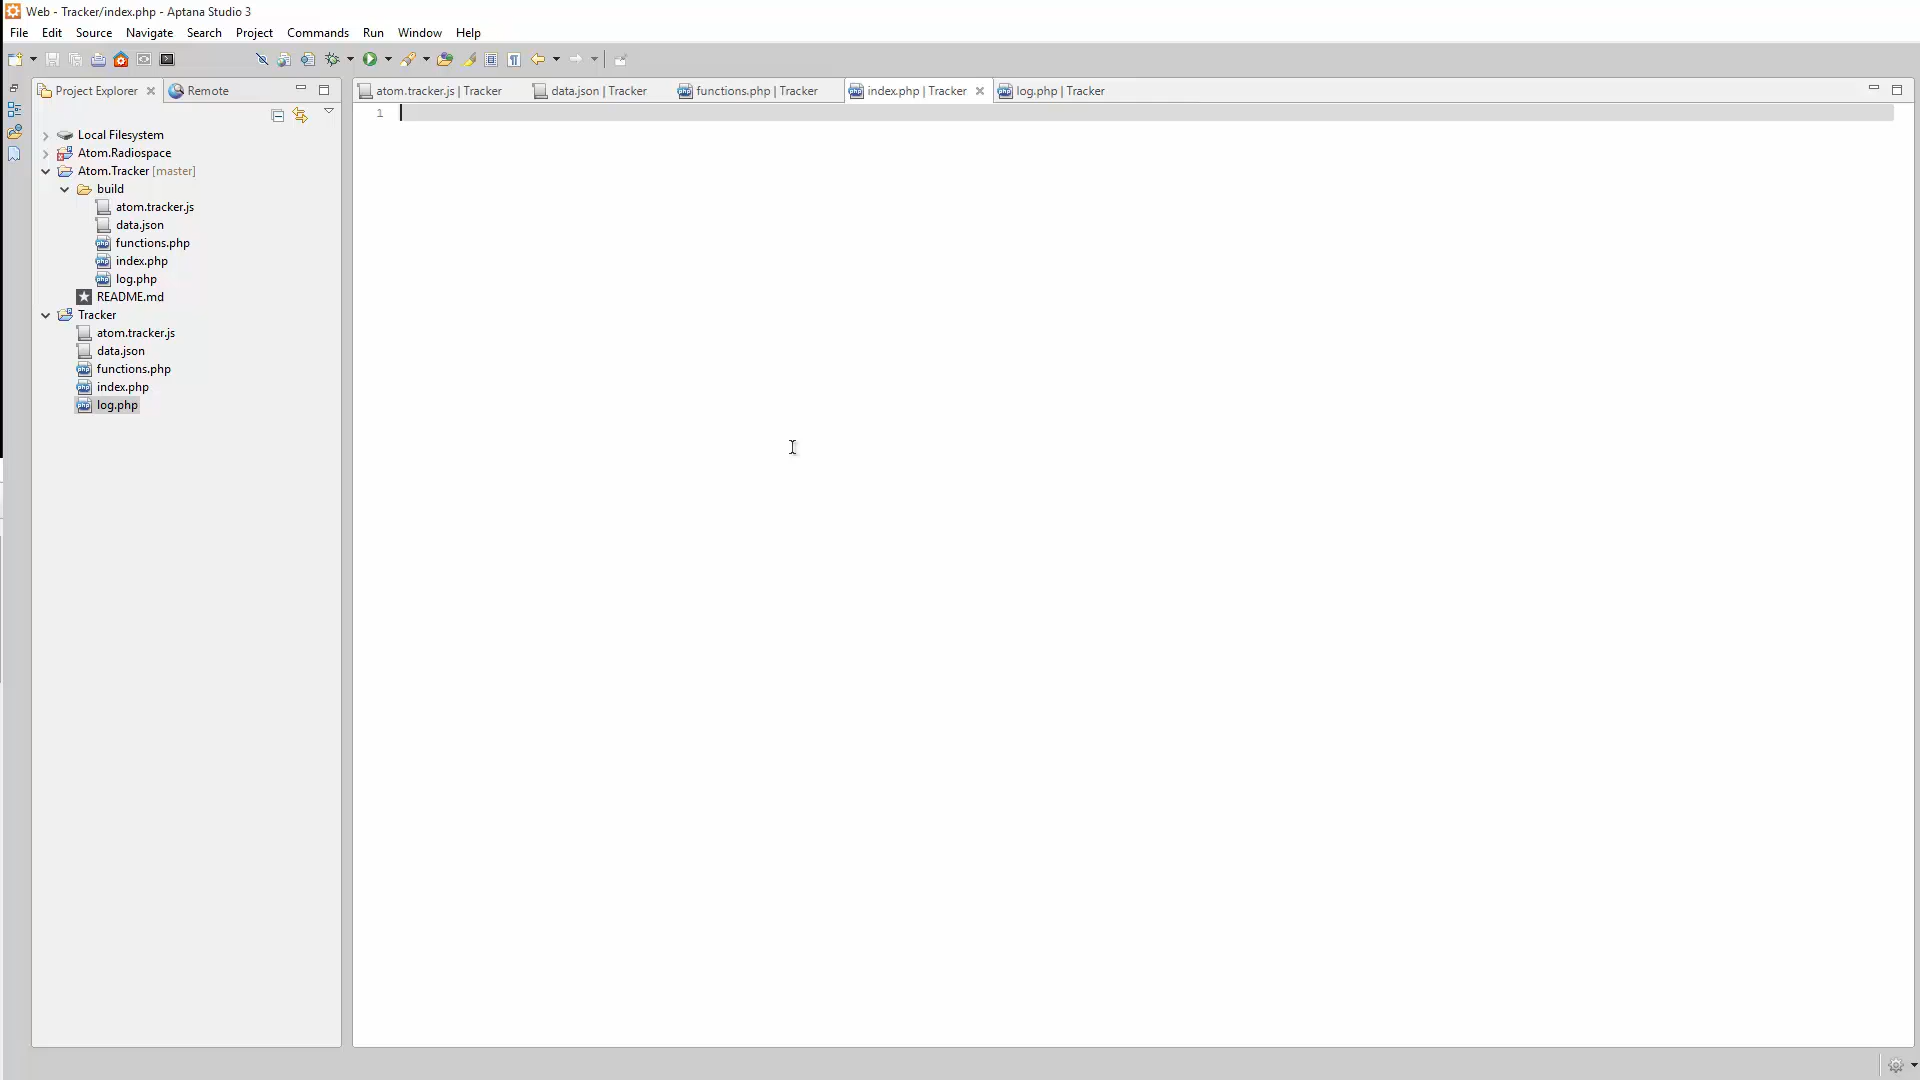 Web - Tracker/index.php - Aptana Studio 3
File Edit Source Navigate Search Project Commands Run Window Help
Project Explorer Remote
atom.tracker.js | Tracker data.json | Tracker functions.php | Tracker index.php | Tracker log.php | Tracker
1
Local Filesystem
Atom.Radiospace
Atom.Tracker [master]
build
atom.tracker.js
data.json
functions.php
index.php
log.php
README.md
Tracker
atom.tracker.js
data.json
functions.php
index.php
log.php